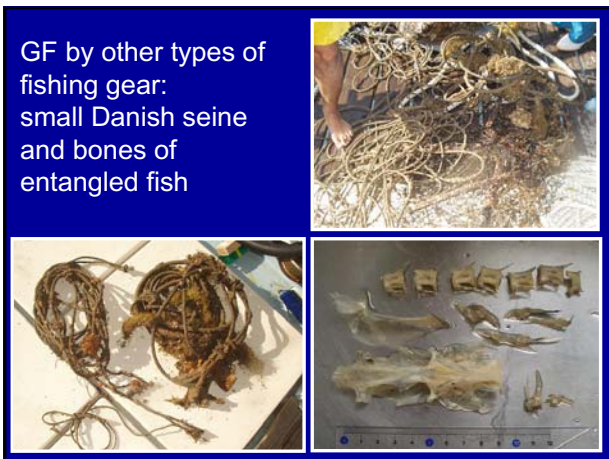 GF by other types of
fishing gear:
small Danish seine
and bones of
entangled fish